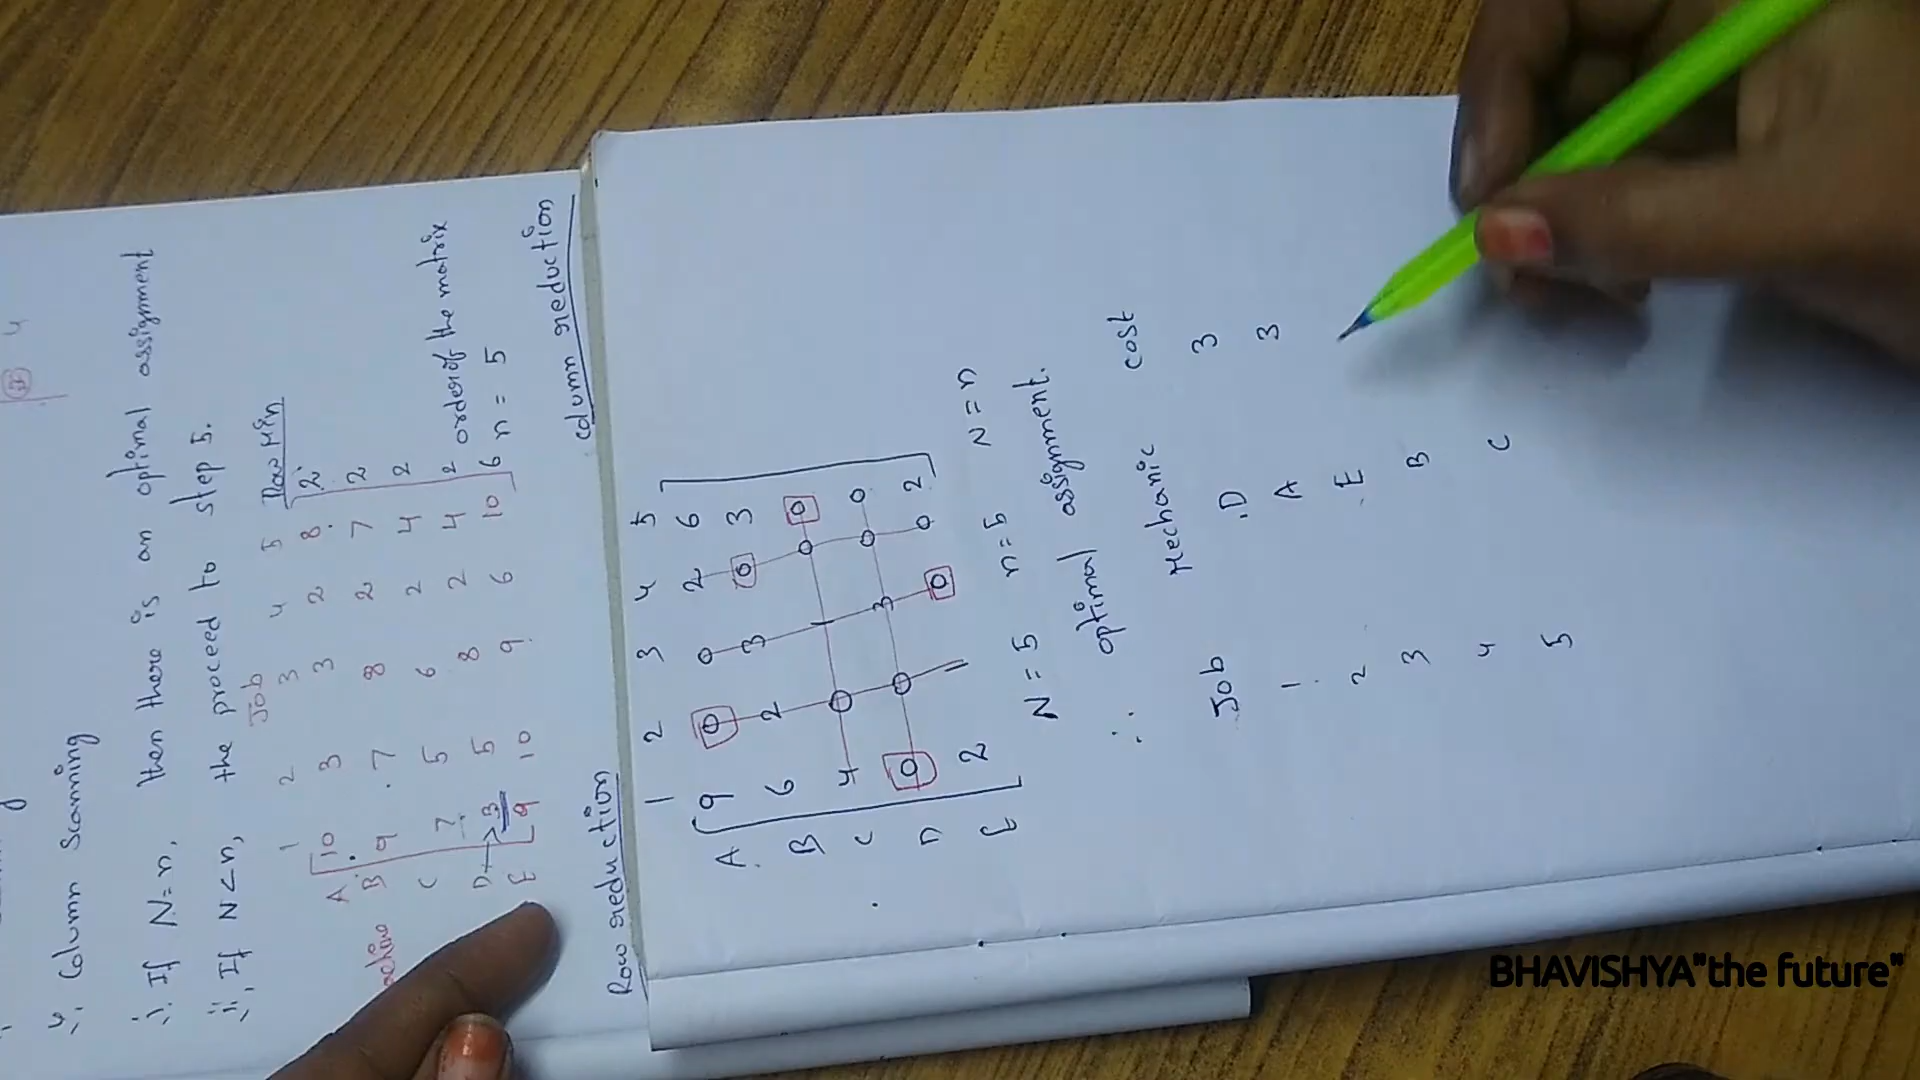 4
v. Column Scanning
i). If N=n, then there is an optimal assignment
ii). If N<n, the proceed to step 5.
Job
1 2 3 4 5 Row Min
A 10 3 3 2 8 2
B 9 7 8 2 7 2
C 7 5 6 2 4 2
D 3 5 8 2 4 2 order of the matrix
E 9 10 9 6 10 6 n = 5
Row reduction column reduction
1 2 3 4 5
A 9 0 0 2 6
B 6 2 3 0 3
C 4 0 1 0 0
D 0 0 3 0 0
E 2 1 0 0 2
N = 5 n = 5 N = n
∴ optimal assignment.
Job Mechanic cost
1 D 3
2 A 3
3 E
4 B
5 C
BHAVISHYA"the future"